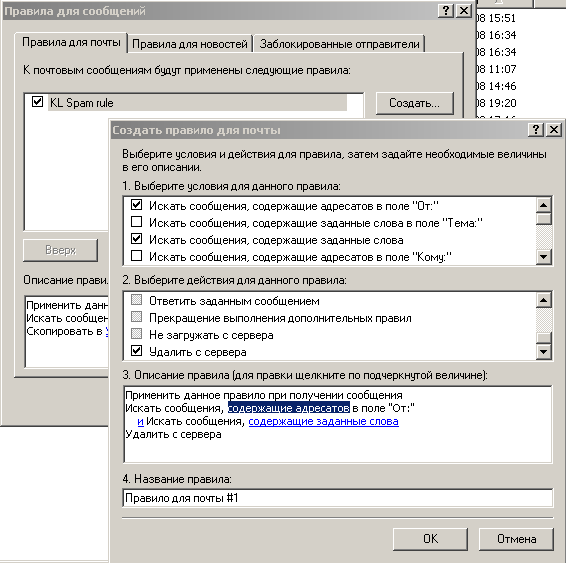 Правила для сообщений
Правила для почты
Правила для новостей
Заблокированные отправители
К почтовым сообщениям будут применены следующие правила:
KL Spam rule
Создать...
Вверх
Описание прави
Применить данн
Искать сообщен
Скопировать в
08 15:51
08 16:34
08 16:34
08 11:07
08 14:46
08 19:20
Создать правило для почты
Выберите условия и действия для правила, затем задайте необходимые величины
в его описании.
1. Выберите условия для данного правила:
Искать сообщения, содержащие адресатов в поле "От:"
Искать сообщения, содержащие заданные слова в поле "Тема:"
Искать сообщения, содержащие заданные слова
Искать сообщения, содержащие адресатов в поле "Кому:"
2. Выберите действия для данного правила:
Ответить заданным сообщением
Прекращение выполнения дополнительных правил
Не загружать с сервера
Удалить с сервера
3. Описание правила (для правки щелкните по подчеркнутой величине):
Применить данное правило при получении сообщения
Искать сообщения, содержащие адресатов в поле "От:"
и Искать сообщения, содержащие заданные слова
Удалить с сервера
4. Название правила:
Правило для почты #1
OK
Отмена